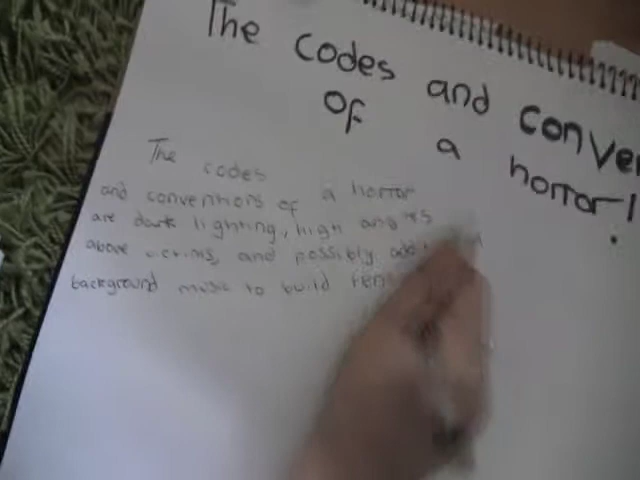 The codes and conve
of a horror!
The codes
and conventions of a horror
are dark lighting, high angles
above victims, and possibly
background music to build